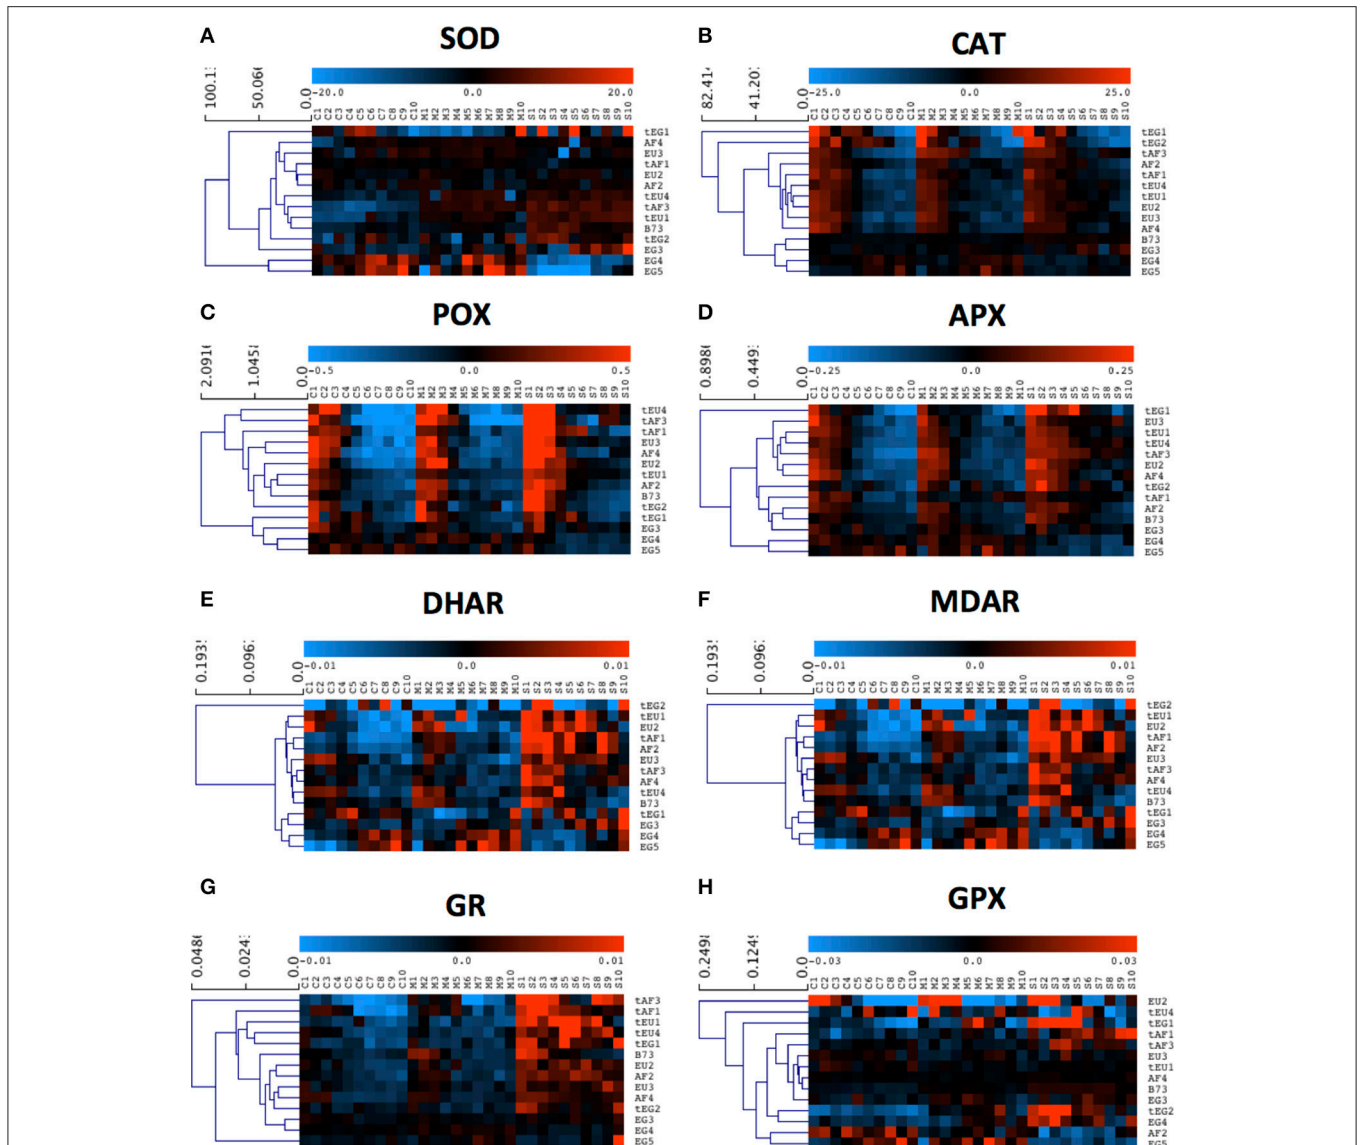 A
SOD
100.1
50.06
0.0
-20.0 0.0 20.0
C1 C2 C3 C4 C5 C6 C7 C8 C9 C10 M1 M2 M3 M4 M5 M6 M7 M8 M9 M10 S1 S2 S3 S4 S5 S6 S7 S8 S9 S10
tEG1
AF4
EU3
tAF1
EU2
AF2
tEU4
tAF3
tEU1
B73
tEG2
EG3
EG4
EG5
B
CAT
82.41
41.20
0.0
-25.0 0.0 25.0
C1 C2 C3 C4 C5 C6 C7 C8 C9 C10 M1 M2 M3 M4 M5 M6 M7 M8 M9 M10 S1 S2 S3 S4 S5 S6 S7 S8 S9 S10
tEG1
tEG2
tAF3
AF2
tAF1
tEU4
tEU1
EU2
EU3
AF4
B73
EG3
EG4
EG5
C
POX
2.091
1.045
0.0
-0.5 0.0 0.5
C1 C2 C3 C4 C5 C6 C7 C8 C9 C10 M1 M2 M3 M4 M5 M6 M7 M8 M9 M10 S1 S2 S3 S4 S5 S6 S7 S8 S9 S10
tEU4
tAF3
tAF1
EU3
AF4
EU2
tEU1
AF2
B73
tEG2
tEG1
EG3
EG4
EG5
D
APX
0.898
0.449
0.0
-0.25 0.0 0.25
C1 C2 C3 C4 C5 C6 C7 C8 C9 C10 M1 M2 M3 M4 M5 M6 M7 M8 M9 M10 S1 S2 S3 S4 S5 S6 S7 S8 S9 S10
tEG1
EU3
tEU1
tEU4
tAF3
EU2
AF4
tEG2
tAF1
AF2
B73
EG3
EG4
EG5
E
DHAR
0.193
0.096
0.0
-0.01 0.0 0.01
C1 C2 C3 C4 C5 C6 C7 C8 C9 C10 M1 M2 M3 M4 M5 M6 M7 M8 M9 M10 S1 S2 S3 S4 S5 S6 S7 S8 S9 S10
tEG2
tEU1
EU2
tAF1
AF2
EU3
tAF3
AF4
tEU4
B73
tEG1
EG3
EG4
EG5
F
MDAR
0.193
0.096
0.0
-0.01 0.0 0.01
C1 C2 C3 C4 C5 C6 C7 C8 C9 C10 M1 M2 M3 M4 M5 M6 M7 M8 M9 M10 S1 S2 S3 S4 S5 S6 S7 S8 S9 S10
tEG2
tEU1
EU2
tAF1
AF2
EU3
tAF3
AF4
tEU4
B73
tEG1
EG3
EG4
EG5
G
GR
0.048
0.024
0.0
-0.01 0.0 0.01
C1 C2 C3 C4 C5 C6 C7 C8 C9 C10 M1 M2 M3 M4 M5 M6 M7 M8 M9 M10 S1 S2 S3 S4 S5 S6 S7 S8 S9 S10
tAF3
tAF1
tEU1
tEU4
tEG1
B73
EU2
AF2
EU3
AF4
tEG2
EG3
EG4
EG5
H
GPX
0.249
0.124
0.0
-0.03 0.0 0.03
C1 C2 C3 C4 C5 C6 C7 C8 C9 C10 M1 M2 M3 M4 M5 M6 M7 M8 M9 M10 S1 S2 S3 S4 S5 S6 S7 S8 S9 S10
EU2
tEU4
tEG1
tAF1
tAF3
EU3
tEU1
AF4
B73
EG3
tEG2
EG4
AF2
EG5